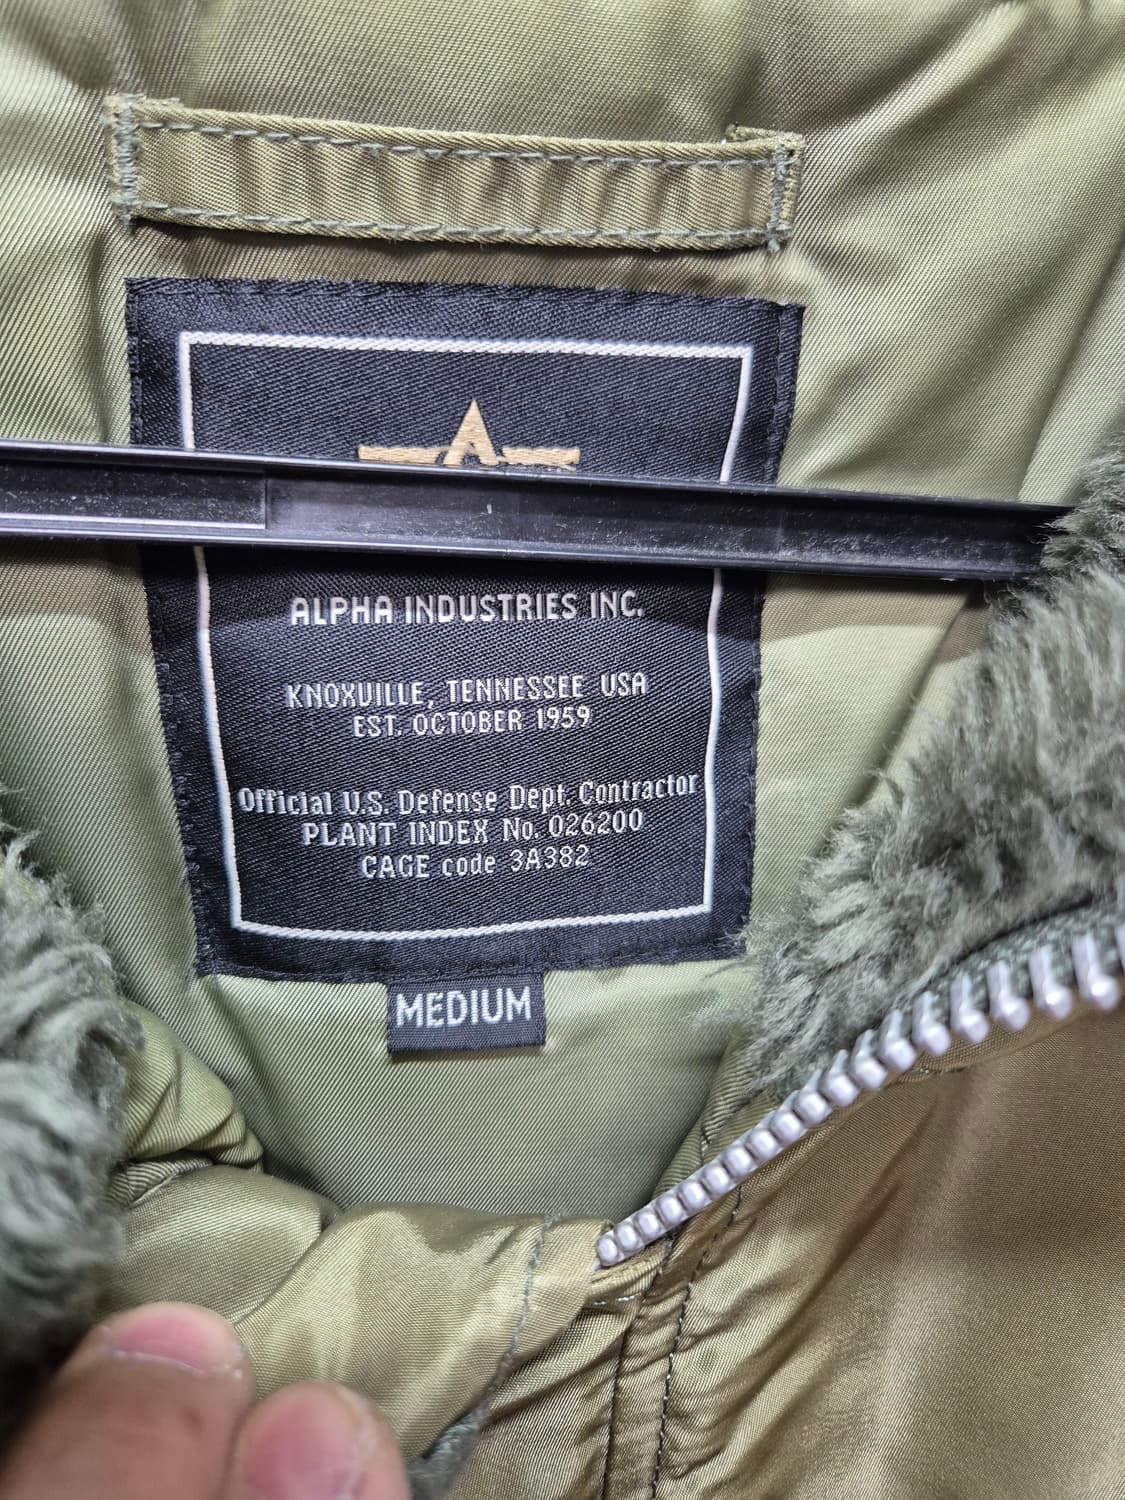 ALPHA INDUSTRIES INC.
KNOXVILLE, TENNESSEE USA
EST. OCTOBER 1959
Official U.S. Defense Dept. Contractor
PLANT INDEX No. 026200
CAGE code 3A382
MEDIUM